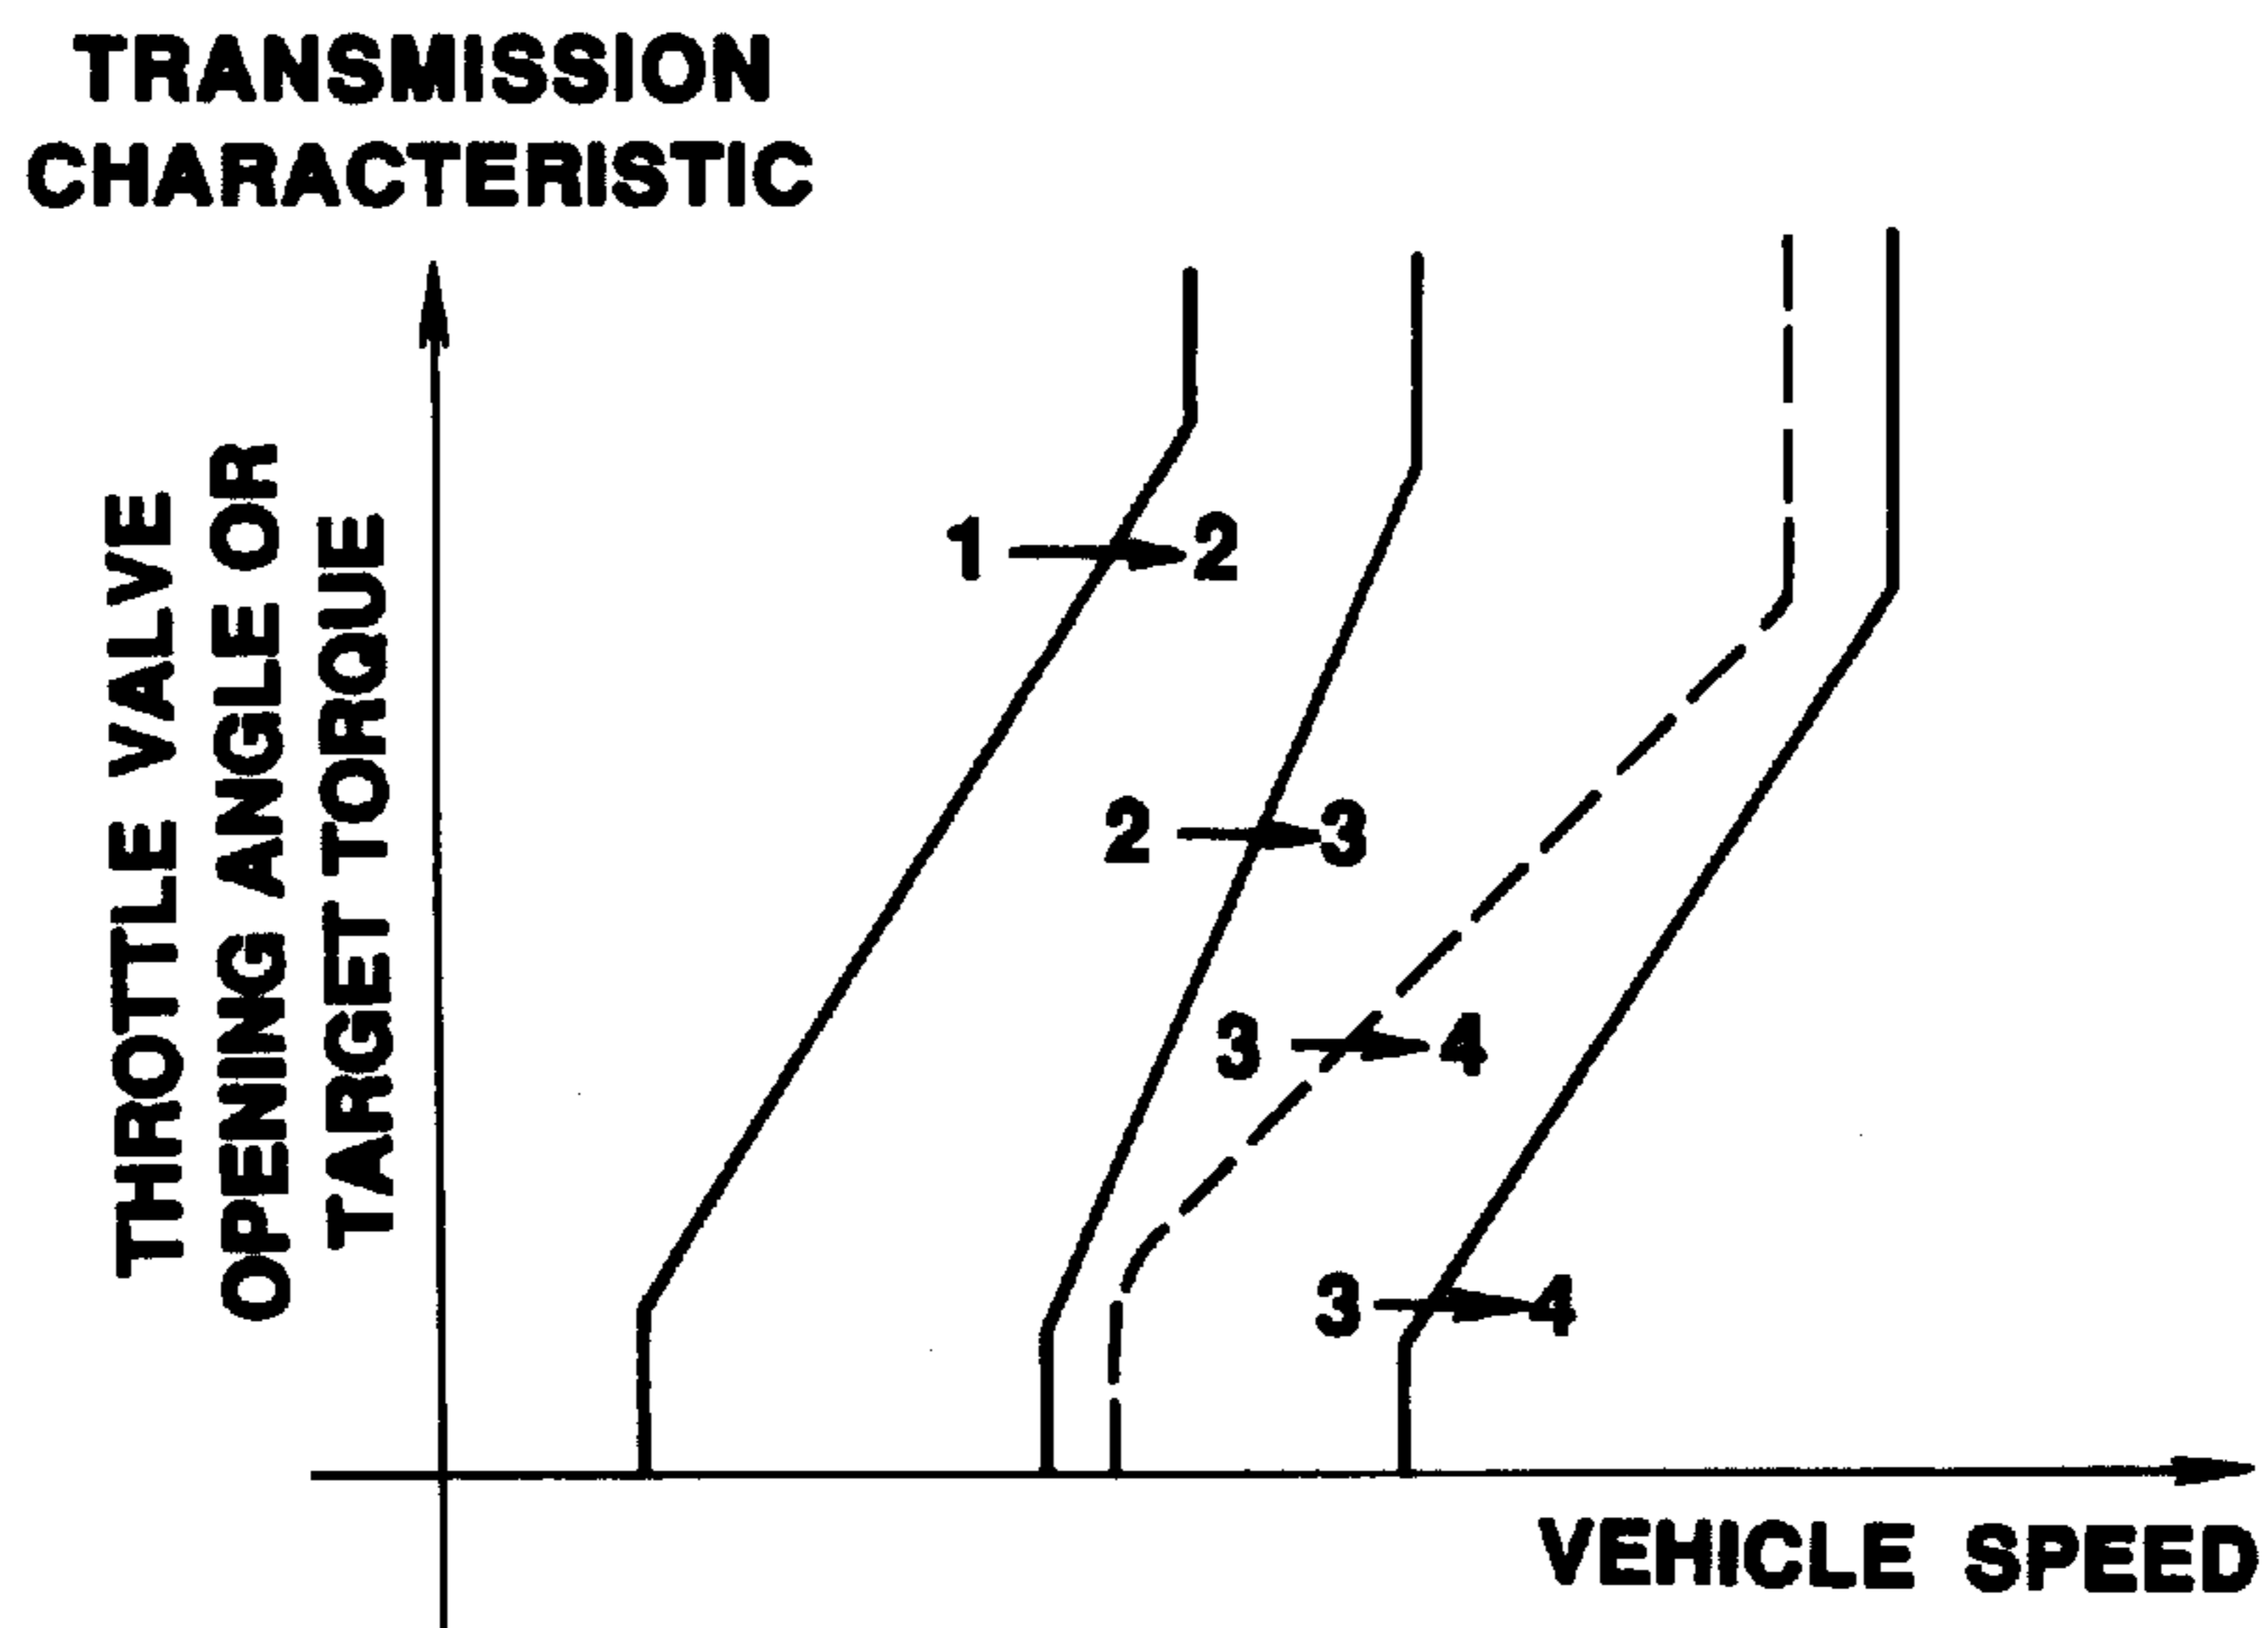 TRANSMISSION
CHARACTERISTIC
THROTTLE VALVE
OPENING ANGLE OR
TARGET TORQUE
1 → 2
2 → 3
3 → 4
3 → 4
VEHICLE SPEED